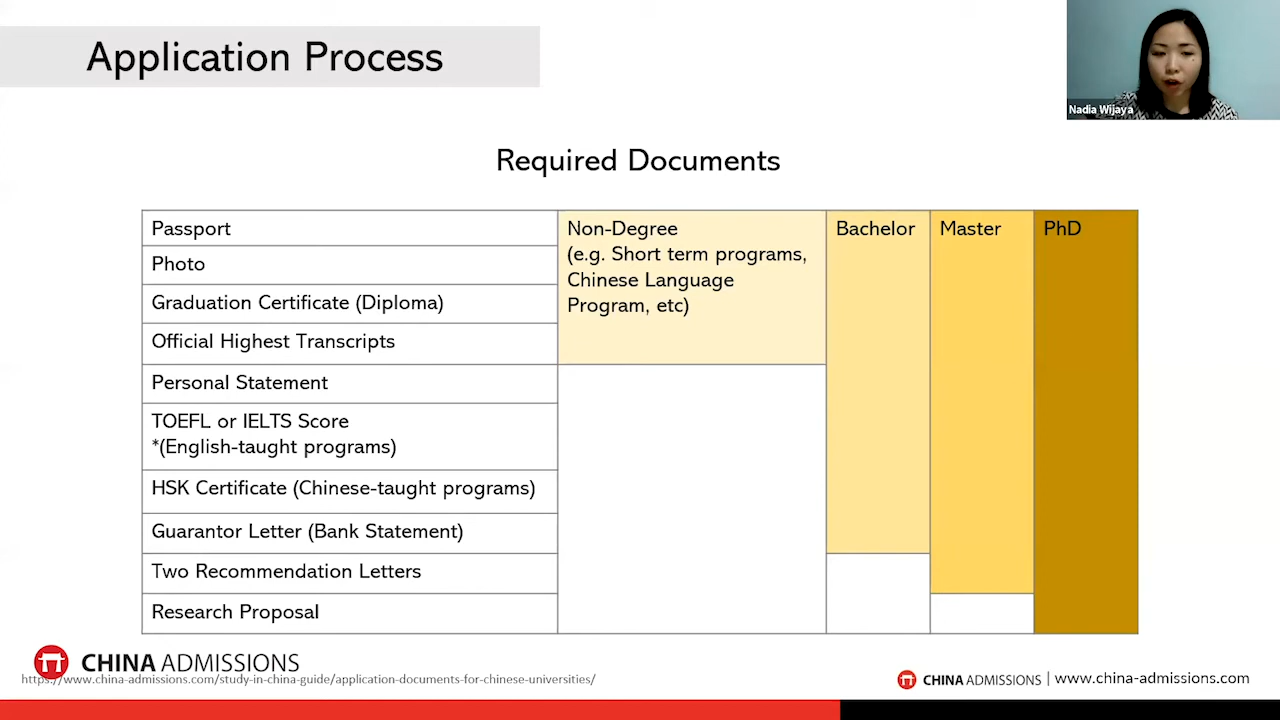 Application Process
Nadia Wijaya
Required Documents
Passport
Photo
Graduation Certificate (Diploma)
Official Highest Transcripts
Personal Statement
TOEFL or IELTS Score
*(English-taught programs)
HSK Certificate (Chinese-taught programs)
Guarantor Letter (Bank Statement)
Two Recommendation Letters
Research Proposal
Non-Degree
(e.g. Short term programs,
Chinese Language
Program, etc)
Bachelor
Master
PhD
CHINA ADMISSIONS
https://www.china-admissions.com/study-in-china-guide/application-documents-for-chinese-universities/
CHINA ADMISSIONS | www.china-admissions.com